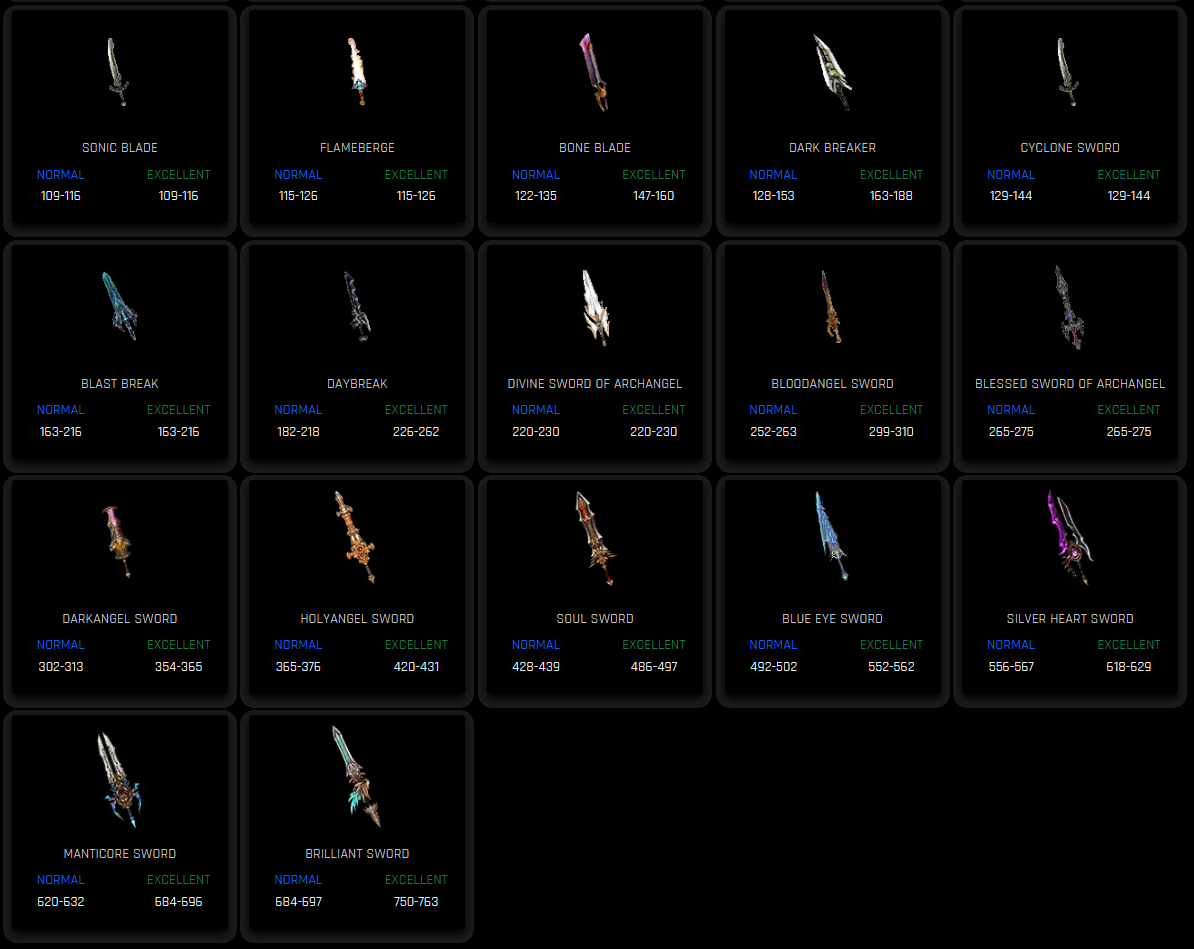 SONIC BLADE
NORMAL EXCELLENT
109-116 109-116
FLAMEBERGE
NORMAL EXCELLENT
115-126 115-126
BONE BLADE
NORMAL EXCELLENT
122-135 147-160
DARK BREAKER
NORMAL EXCELLENT
128-153 163-188
CYCLONE SWORD
NORMAL EXCELLENT
129-144 129-144
BLAST BREAK
NORMAL EXCELLENT
163-216 163-216
DAYBREAK
NORMAL EXCELLENT
182-218 226-262
DIVINE SWORD OF ARCHANGEL
NORMAL EXCELLENT
220-230 220-230
BLOODANGEL SWORD
NORMAL EXCELLENT
252-263 299-310
BLESSED SWORD OF ARCHANGEL
NORMAL EXCELLENT
265-275 265-275
DARKANGEL SWORD
NORMAL EXCELLENT
302-313 354-365
HOLYANGEL SWORD
NORMAL EXCELLENT
365-376 420-431
SOUL SWORD
NORMAL EXCELLENT
428-439 486-497
BLUE EYE SWORD
NORMAL EXCELLENT
492-502 552-562
SILVER HEART SWORD
NORMAL EXCELLENT
556-567 618-629
MANTICORE SWORD
NORMAL EXCELLENT
620-632 684-696
BRILLIANT SWORD
NORMAL EXCELLENT
684-697 750-763